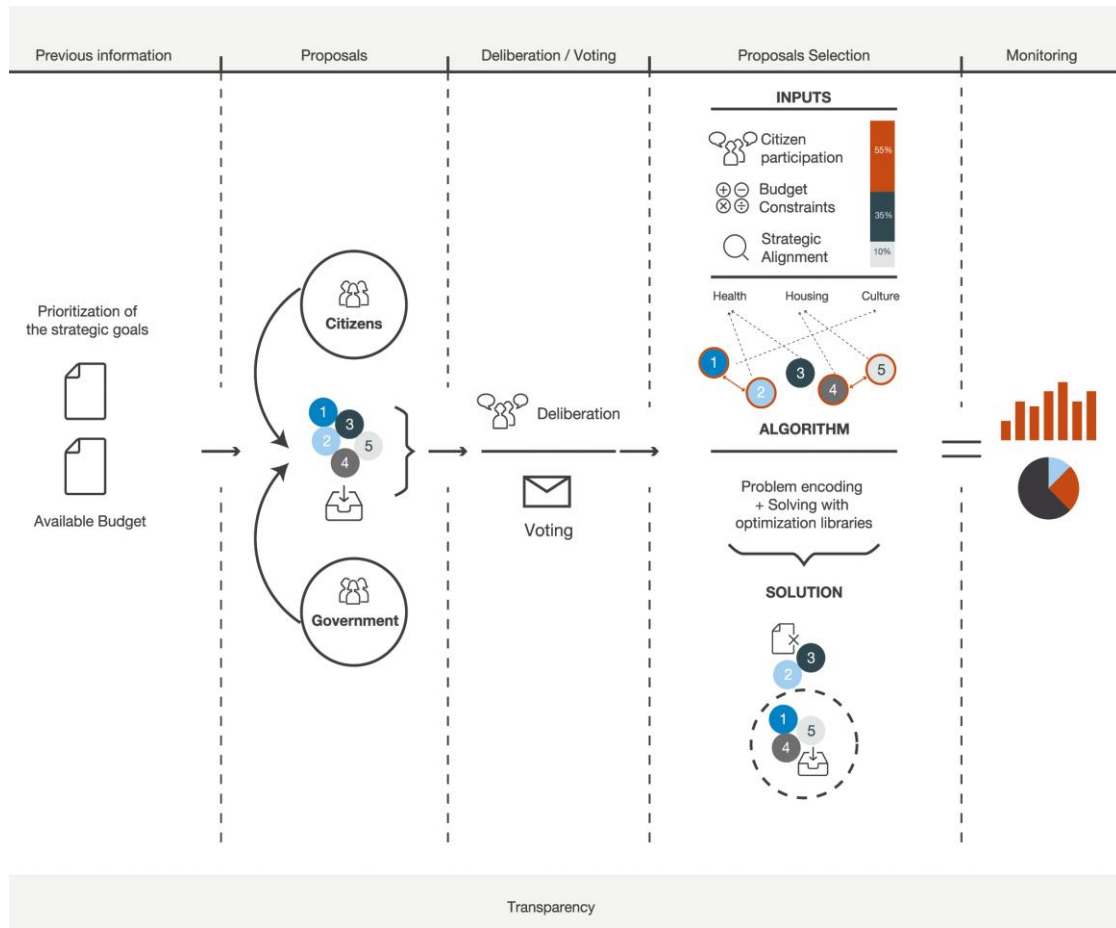 Previous information
Proposals
Deliberation / Voting
Proposals Selection
Monitoring
Prioritization of
the strategic goals
Available Budget
Citizens
1
3
2
5
4
Government
Deliberation
Voting
INPUTS
Citizen
participation
55%
Budget
Constraints
35%
Strategic
Alignment
10%
Health
Housing
Culture
1
2
3
4
5
ALGORITHM
Problem encoding
+ Solving with
optimization libraries
SOLUTION
3
2
1
5
4
Transparency